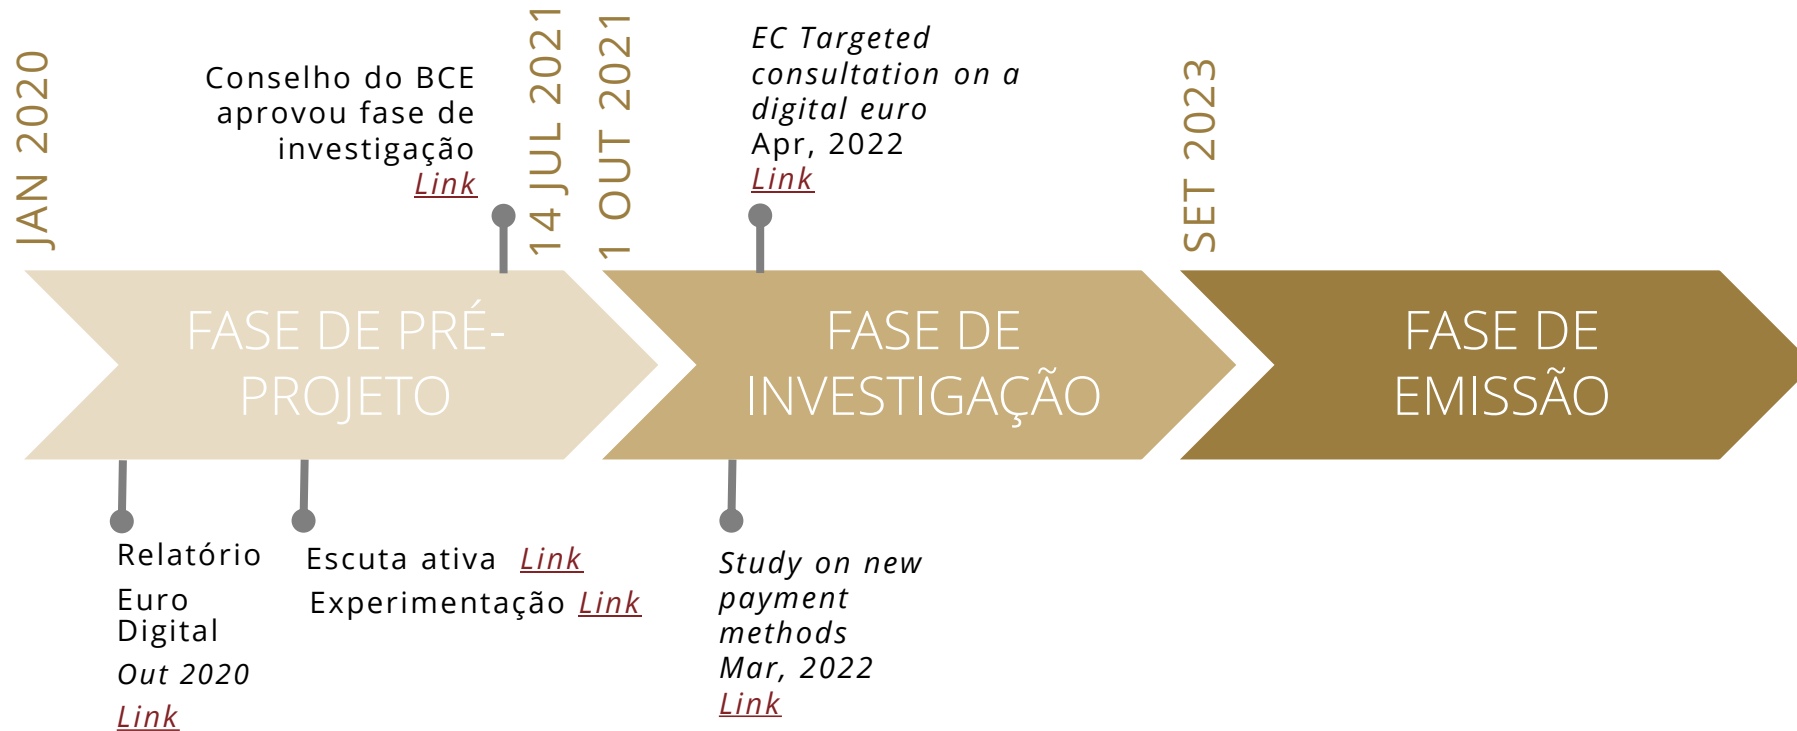 JAN 2020
Conselho do BCE
aprovou fase de
investigação
Link
14 JUL 2021
1 OUT 2021
EC Targeted
consultation on a
digital euro
Apr, 2022
Link
SET 2023
FASE DE PRÉ-
PROJETO
FASE DE
INVESTIGAÇÃO
FASE DE
EMISSÃO
Relatório
Euro
Digital
Out 2020
Link
Escuta ativa Link
Experimentação Link
Study on new
payment
methods
Mar, 2022
Link